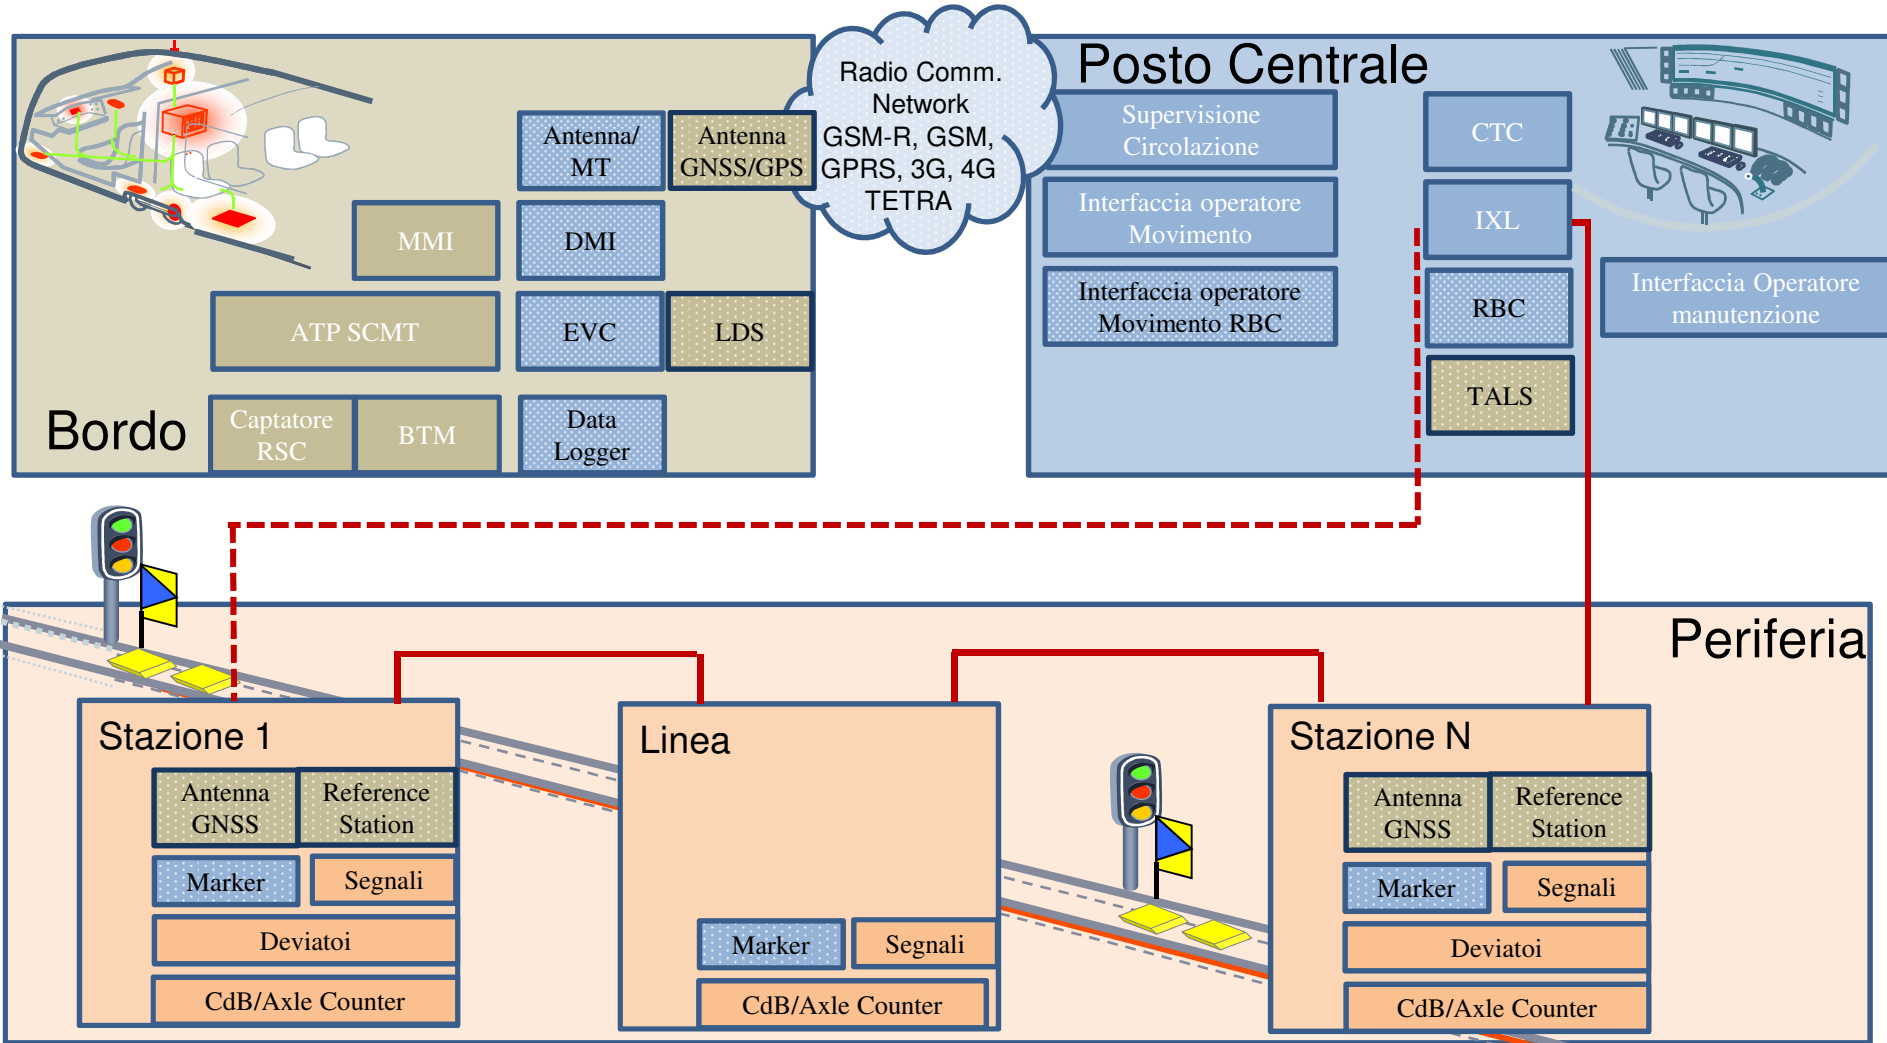 Radio Comm.
Network
GSM-R, GSM,
GPRS, 3G, 4G
TETRA
Antenna/
MT
Antenna
GNSS/GPS
MMI
DMI
ATP SCMT
EVC
LDS
Bordo
Captatore
RSC
BTM
Data
Logger
Posto Centrale
Supervisione
Circolazione
CTC
Interfaccia operatore
Movimento
IXL
Interfaccia operatore
Movimento RBC
RBC
Interfaccia Operatore
manutenzione
TALS
Periferia
Stazione 1
Antenna
GNSS
Reference
Station
Marker
Segnali
Deviatoi
CdB/Axle Counter
Linea
Marker
Segnali
CdB/Axle Counter
Stazione N
Antenna
GNSS
Reference
Station
Marker
Segnali
Deviatoi
CdB/Axle Counter